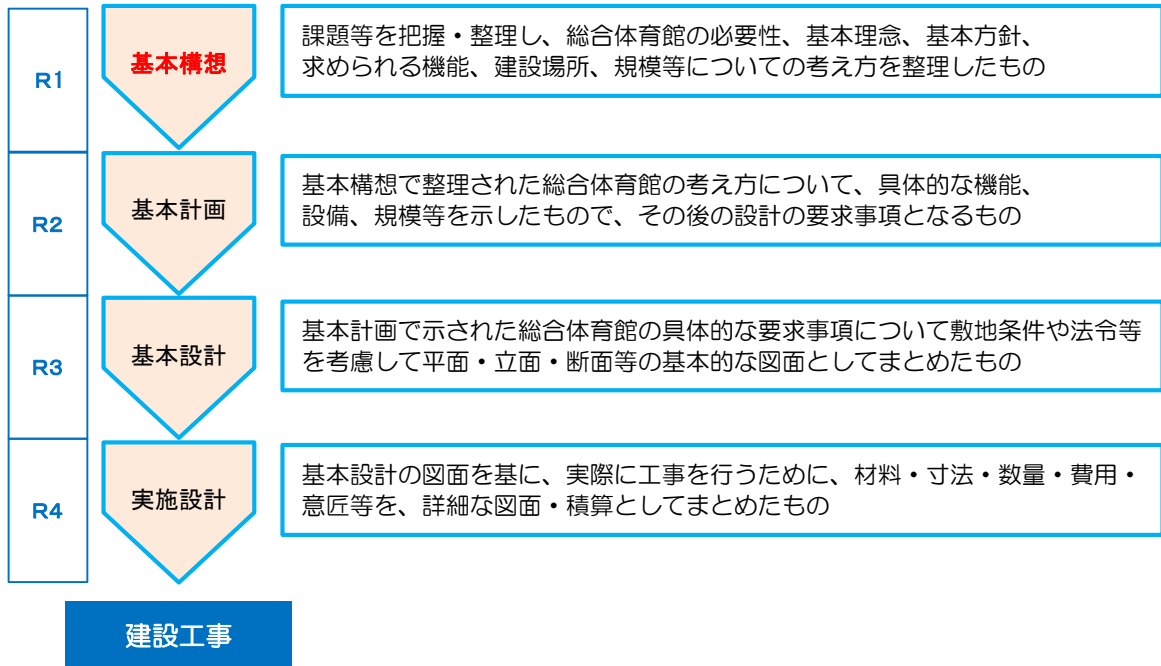 R1
基本構想
課題等を把握・整理し、総合体育館の必要性、基本理念、基本方針、
求められる機能、建設場所、規模等についての考え方を整理したもの
R2
基本計画
基本構想で整理された総合体育館の考え方について、具体的な機能、
設備、規模等を示したもので、その後の設計の要求事項となるもの
R3
基本設計
基本計画で示された総合体育館の具体的な要求事項について敷地条件や法令等
を考慮して平面・立面・断面等の基本的な図面としてまとめたもの
R4
実施設計
基本設計の図面を基に、実際に工事を行うために、材料・寸法・数量・費用・
意匠等を、詳細な図面・積算としてまとめたもの
建設工事